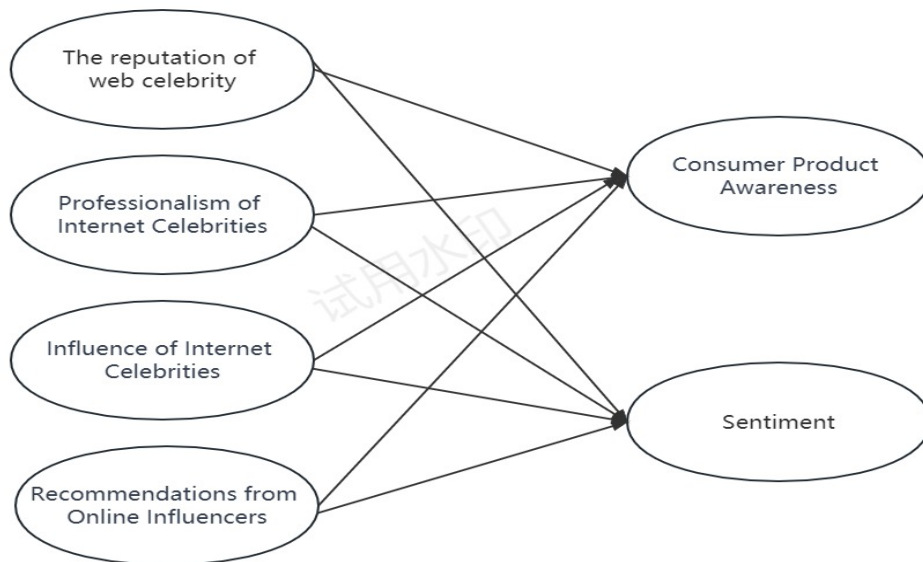 The reputation of
web celebrity
Consumer Product
Awareness
Professionalism of
Internet Celebrities
试用水印
Influence of Internet
Celebrities
Sentiment
Recommendations from
Online Influencers